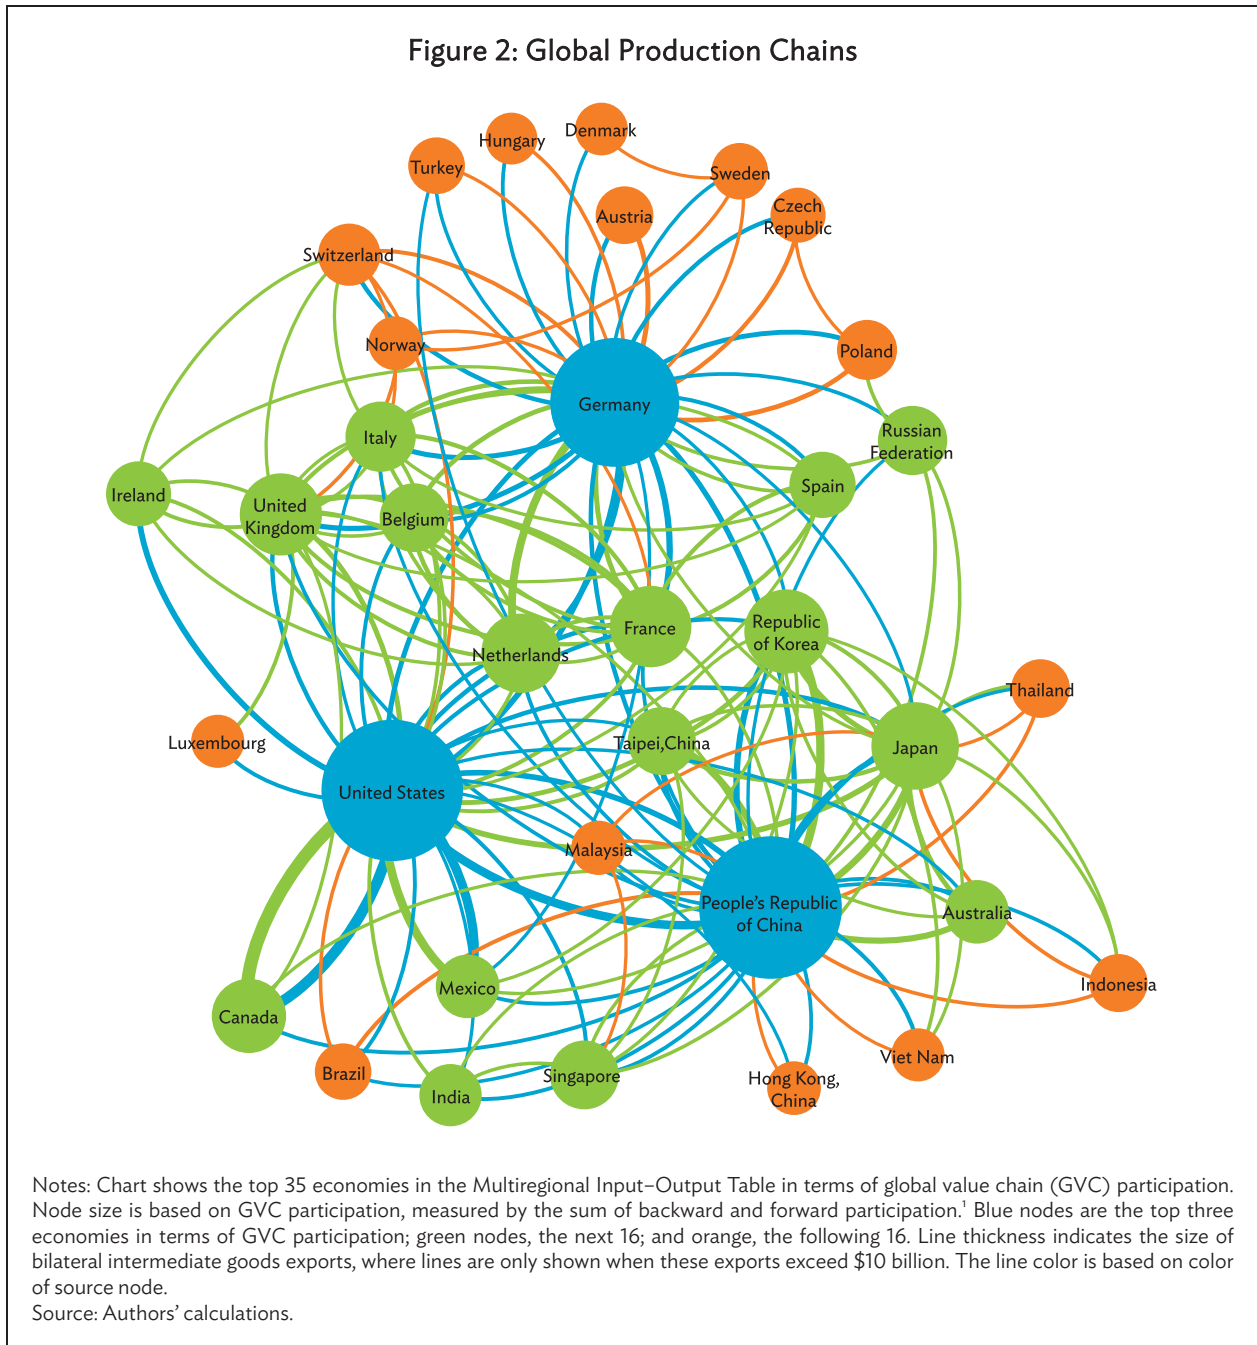 Figure 2: Global Production Chains
Denmark
Hungary
Turkey
Sweden
Austria
Czech
Republic
Switzerland
Norway
Poland
Germany
Italy
Russian
Federation
Spain
Ireland
United
Kingdom
Belgium
France
Republic
of Korea
Netherlands
Thailand
Luxembourg
Taipei,China
Japan
United States
Malaysia
People's Republic
of China
Australia
Mexico
Indonesia
Canada
Viet Nam
Brazil
Singapore
Hong Kong,
China
India
Notes: Chart shows the top 35 economies in the Multiregional Input–Output Table in terms of global value chain (GVC) participation.
Node size is based on GVC participation, measured by the sum of backward and forward participation.¹ Blue nodes are the top three
economies in terms of GVC participation; green nodes, the next 16; and orange, the following 16. Line thickness indicates the size of
bilateral intermediate goods exports, where lines are only shown when these exports exceed $10 billion. The line color is based on color
of source node.
Source: Authors' calculations.